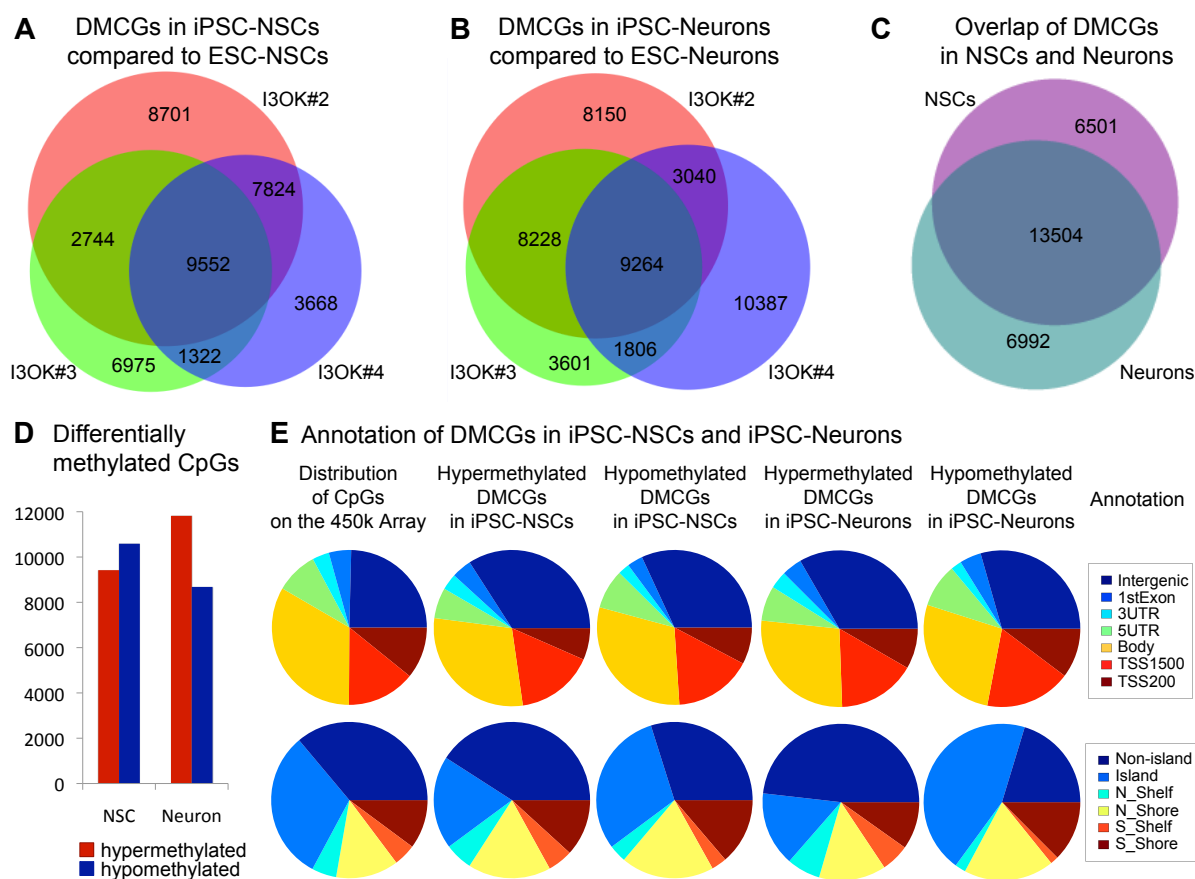 A DMCGs in iPSC-NSCs
compared to ESC-NSCs
I3OK#2
8701
7824
2744
9552
3668
6975
1322
I3OK#3
I3OK#4
B DMCGs in iPSC-Neurons
compared to ESC-Neurons
I3OK#2
8150
3040
8228
9264
10387
3601
1806
I3OK#3
I3OK#4
C Overlap of DMCGs
in NSCs and Neurons
NSCs
6501
13504
6992
Neurons
D Differentially
methylated CpGs
12000
10000
8000
6000
4000
2000
0
NSC Neuron
hypermethylated
hypomethylated
E Annotation of DMCGs in iPSC-NSCs and iPSC-Neurons
Distribution
of CpGs
on the 450k Array
Hypermethylated
DMCGs
in iPSC-NSCs
Hypomethylated
DMCGs
in iPSC-NSCs
Hypermethylated
DMCGs
in iPSC-Neurons
Hypomethylated
DMCGs
in iPSC-Neurons
Annotation
Intergenic
1stExon
3UTR
5UTR
Body
TSS1500
TSS200
Non-island
Island
N_Shelf
N_Shore
S_Shelf
S_Shore